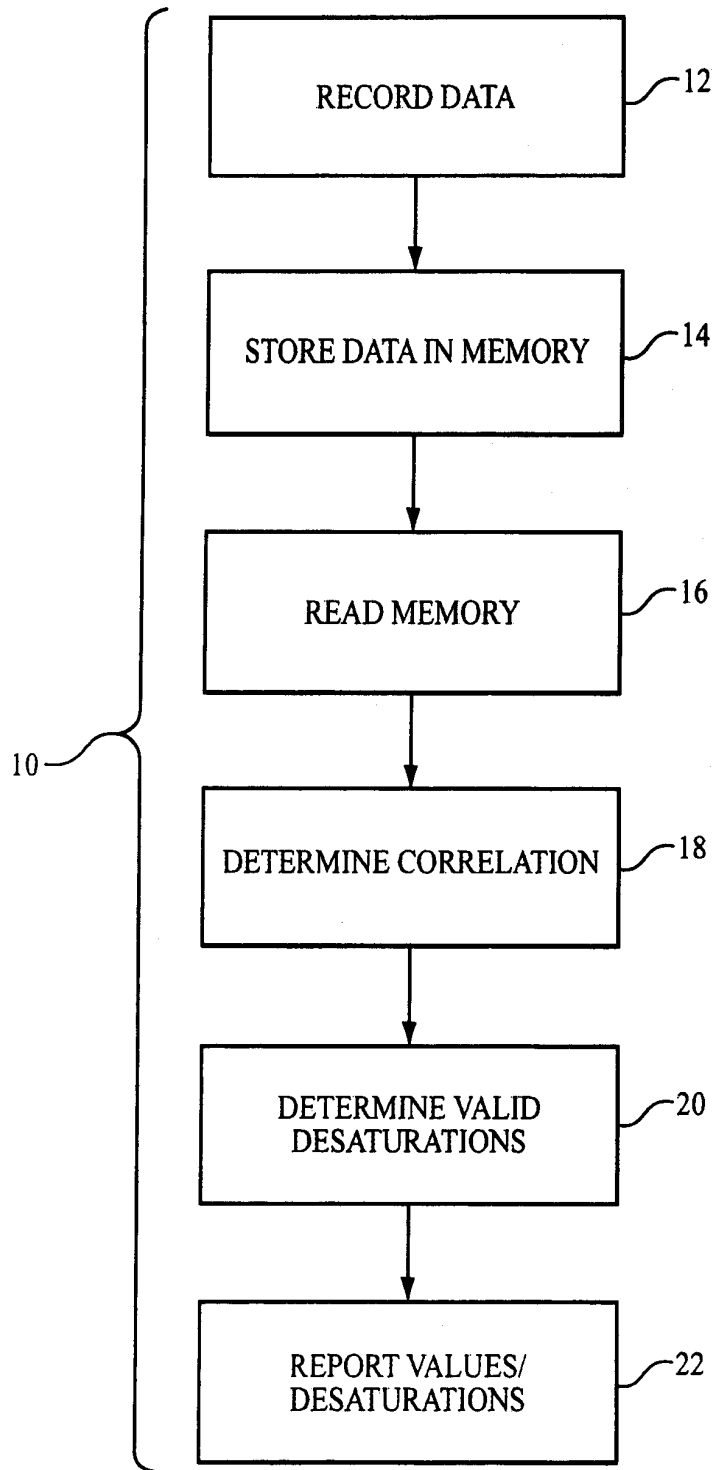 RECORD DATA
12
STORE DATA IN MEMORY
14
READ MEMORY
16
10
DETERMINE CORRELATION
18
DETERMINE VALID
DESATURATIONS
20
REPORT VALUES/
DESATURATIONS
22